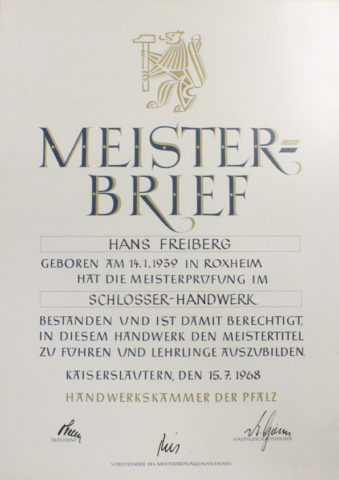 MEISTER-
BRIEF
HANS FREIBERG
GEBOREN AM 14.1.1939 IN ROXHEIM
HAT DIE MEISTERPRÜFUNG IM
SCHLOSSER-HANDWERK
BESTANDEN UND IST DAMIT BERECHTIGT,
IN DIESEM HANDWERK DEN MEISTERTITEL
ZU FÜHREN UND LEHRLINGE AUSZUBILDEN.
KAISERSLAUTERN, DEN 15.7.1968
HANDWERKSKAMMER DER PFALZ
PRÄSIDENT
HAUPTGESCHÄFTSFÜHRER
VORSITZENDER DES MEISTERPRÜFUNGSAUSSCHUSSES